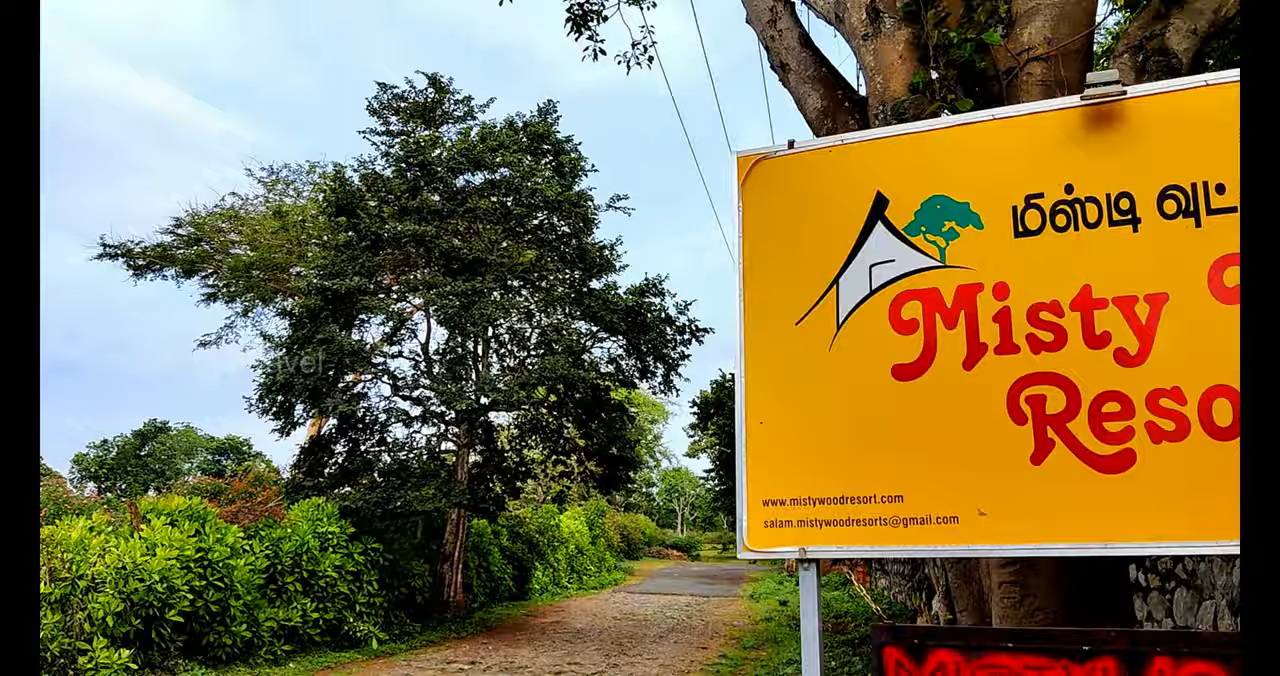 மிஸ்டி வுட்
Misty
Reso
www.mistywoodresort.com
salam.mistywoodresorts@gmail.com